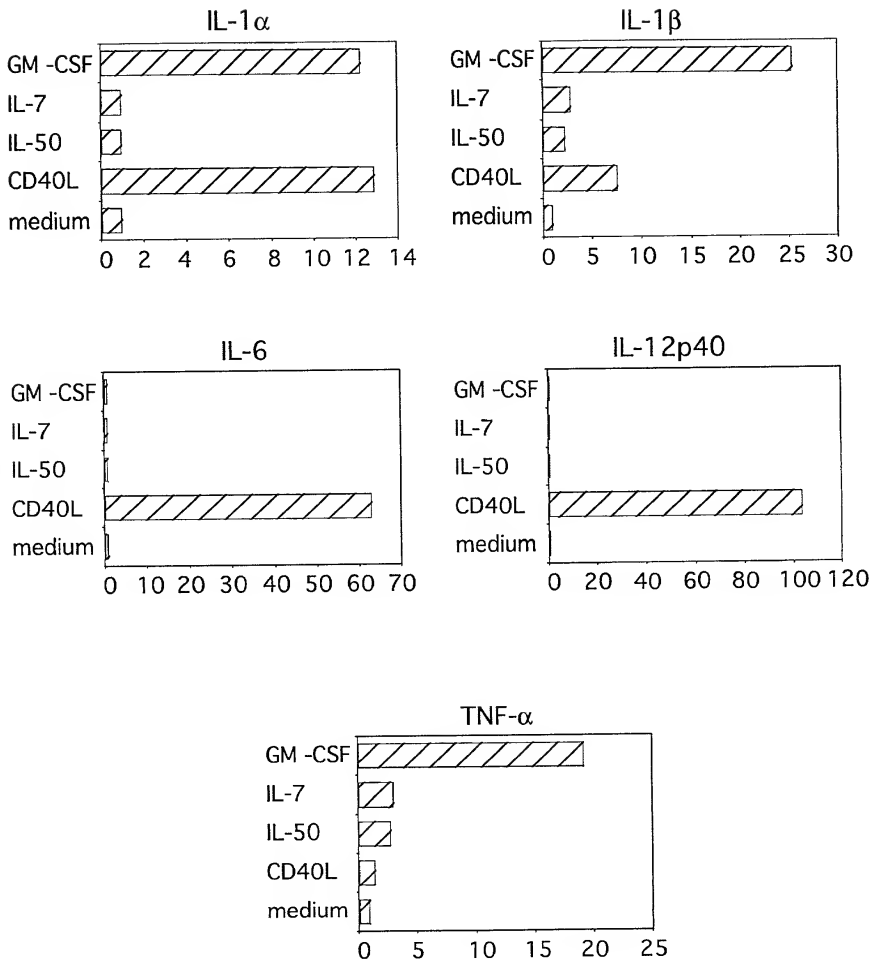 IL-1α
GM -CSF
IL-7
IL-50
CD40L
medium
0 2 4 6 8 10 12 14
IL-1β
GM -CSF
IL-7
IL-50
CD40L
medium
0 5 10 15 20 25 30
IL-6
GM -CSF
IL-7
IL-50
CD40L
medium
0 10 20 30 40 50 60 70
IL-12p40
GM -CSF
IL-7
IL-50
CD40L
medium
0 20 40 60 80 100 120
TNF-α
GM -CSF
IL-7
IL-50
CD40L
medium
0 5 10 15 20 25